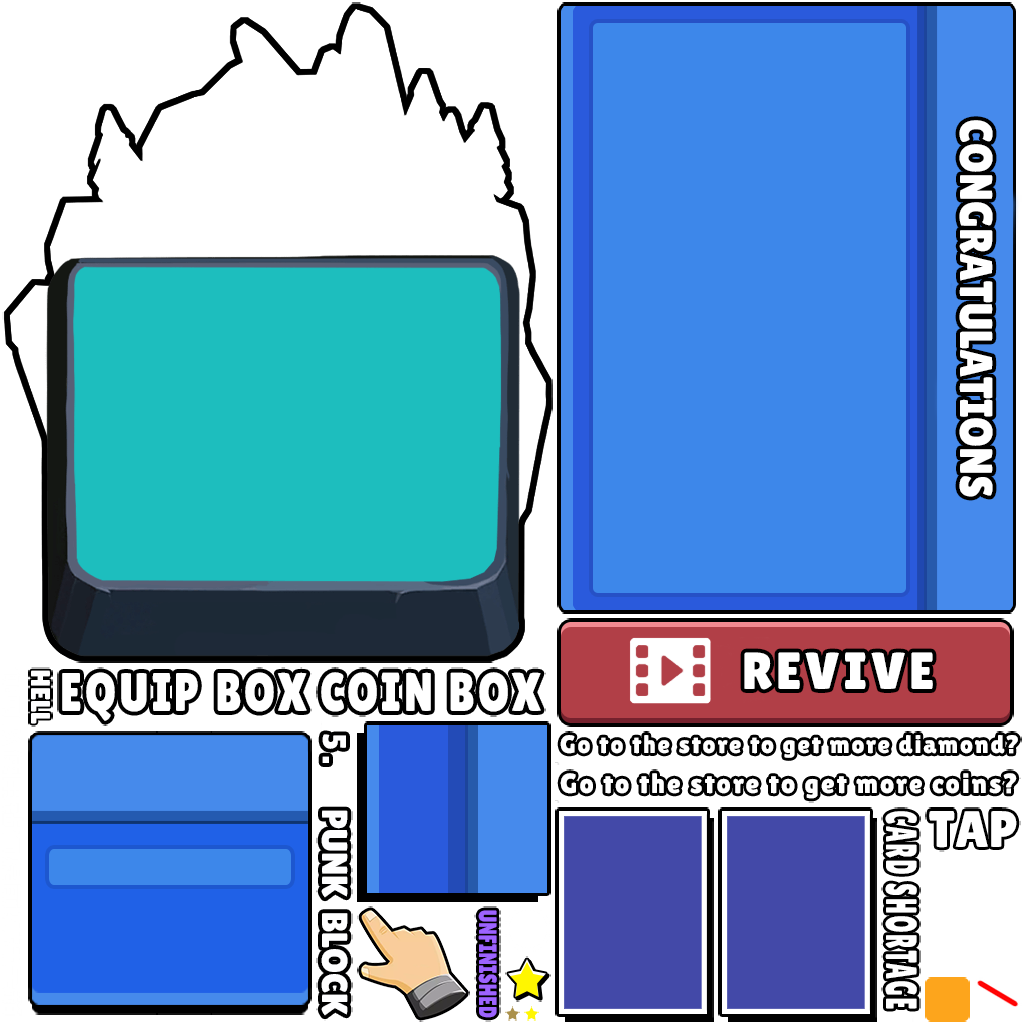 CONGRATULATIONS
HELL
EQUIP BOX
COIN BOX
REVIVE
Go to the store to get more diamond?
Go to the store to get more coins?
5. PUNK BLOCK
UNFINISHED
CARD SHORTAGE
TAP